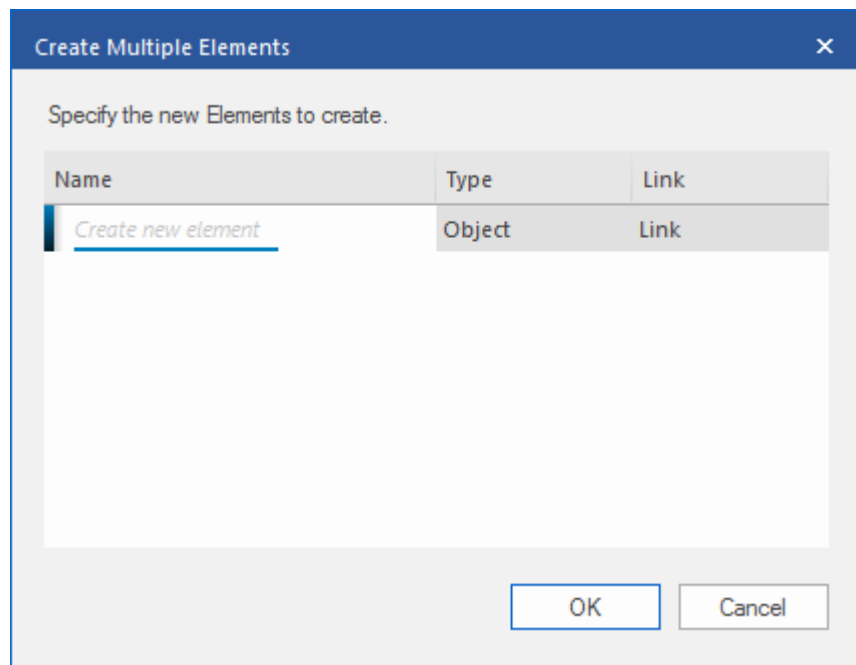 Create Multiple Elements
Specify the new Elements to create.
Name Type Link
Create new element Object Link
OK Cancel